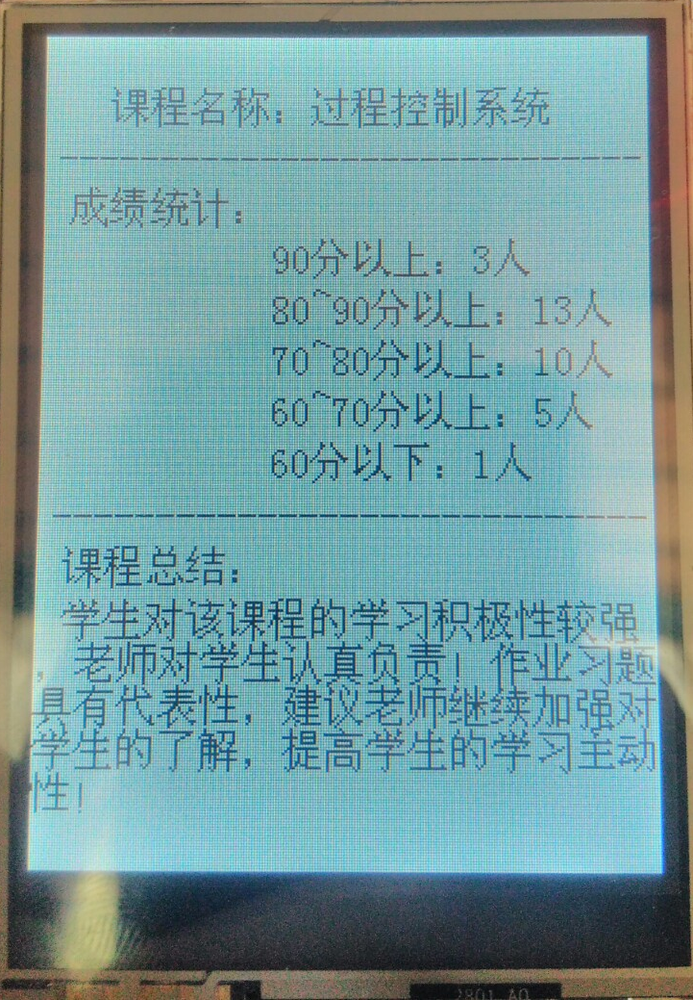 课程名称：过程控制系统
------------------------------
成绩统计：
90分以上：3人
80~90分以上：13人
70~80分以上：10人
60~70分以上：5人
60分以下：1人
------------------------------
课程总结：
学生对该课程的学习积极性较强
，老师对学生认真负责！作业习题
具有代表性，建议老师继续加强对
学生的了解，提高学生的学习主动
性！